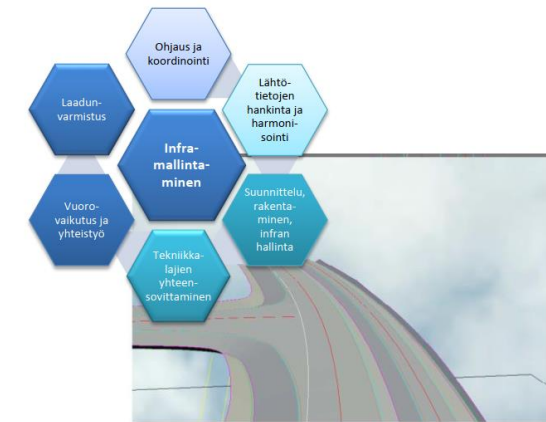 Ohjaus ja
koordinointi
Lähtö-
tietojen
hankinta ja
harmoni-
sointi
Suunnittelu,
rakenta-
minen,
infran
hallinta
Tekniikka-
lajien
yhteen-
sovittaminen
Vuoro-
vaikutus ja
yhteistyö
Laadun-
varmistus
Infra-
mallinta-
minen